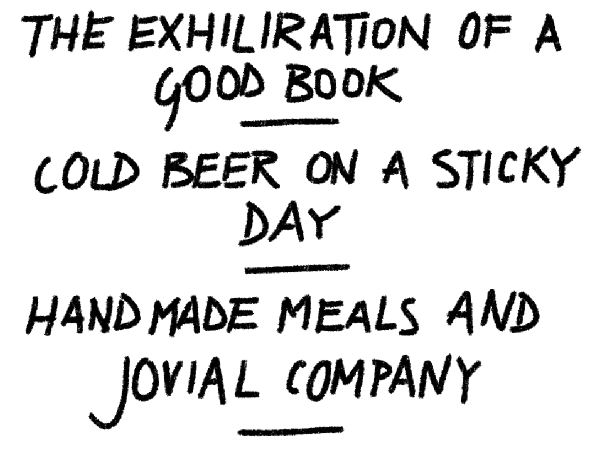 THE EXHILIRATION OF A
GOOD BOOK
COLD BEER ON A STICKY
DAY
HANDMADE MEALS AND
JOVIAL COMPANY